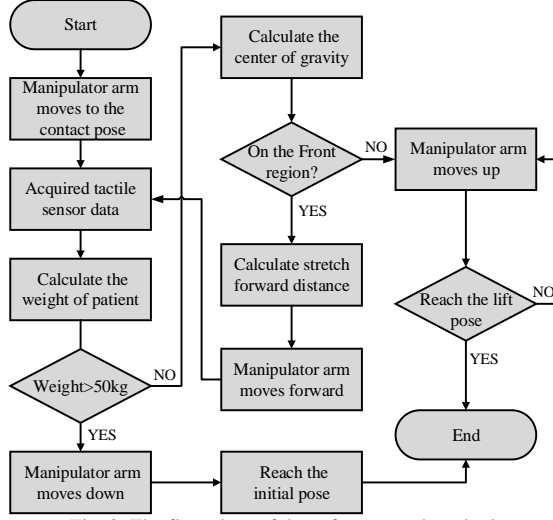 Start
Manipulator arm
moves to the
contact pose
Acquired tactile
sensor data
Calculate the
weight of patient
Weight>50kg
NO
YES
Manipulator arm
moves down
Calculate the
center of gravity
On the Front
region?
NO
YES
Calculate stretch
forward distance
Manipulator arm
moves forward
Reach the
initial pose
Manipulator arm
moves up
Reach the lift
pose
NO
YES
End